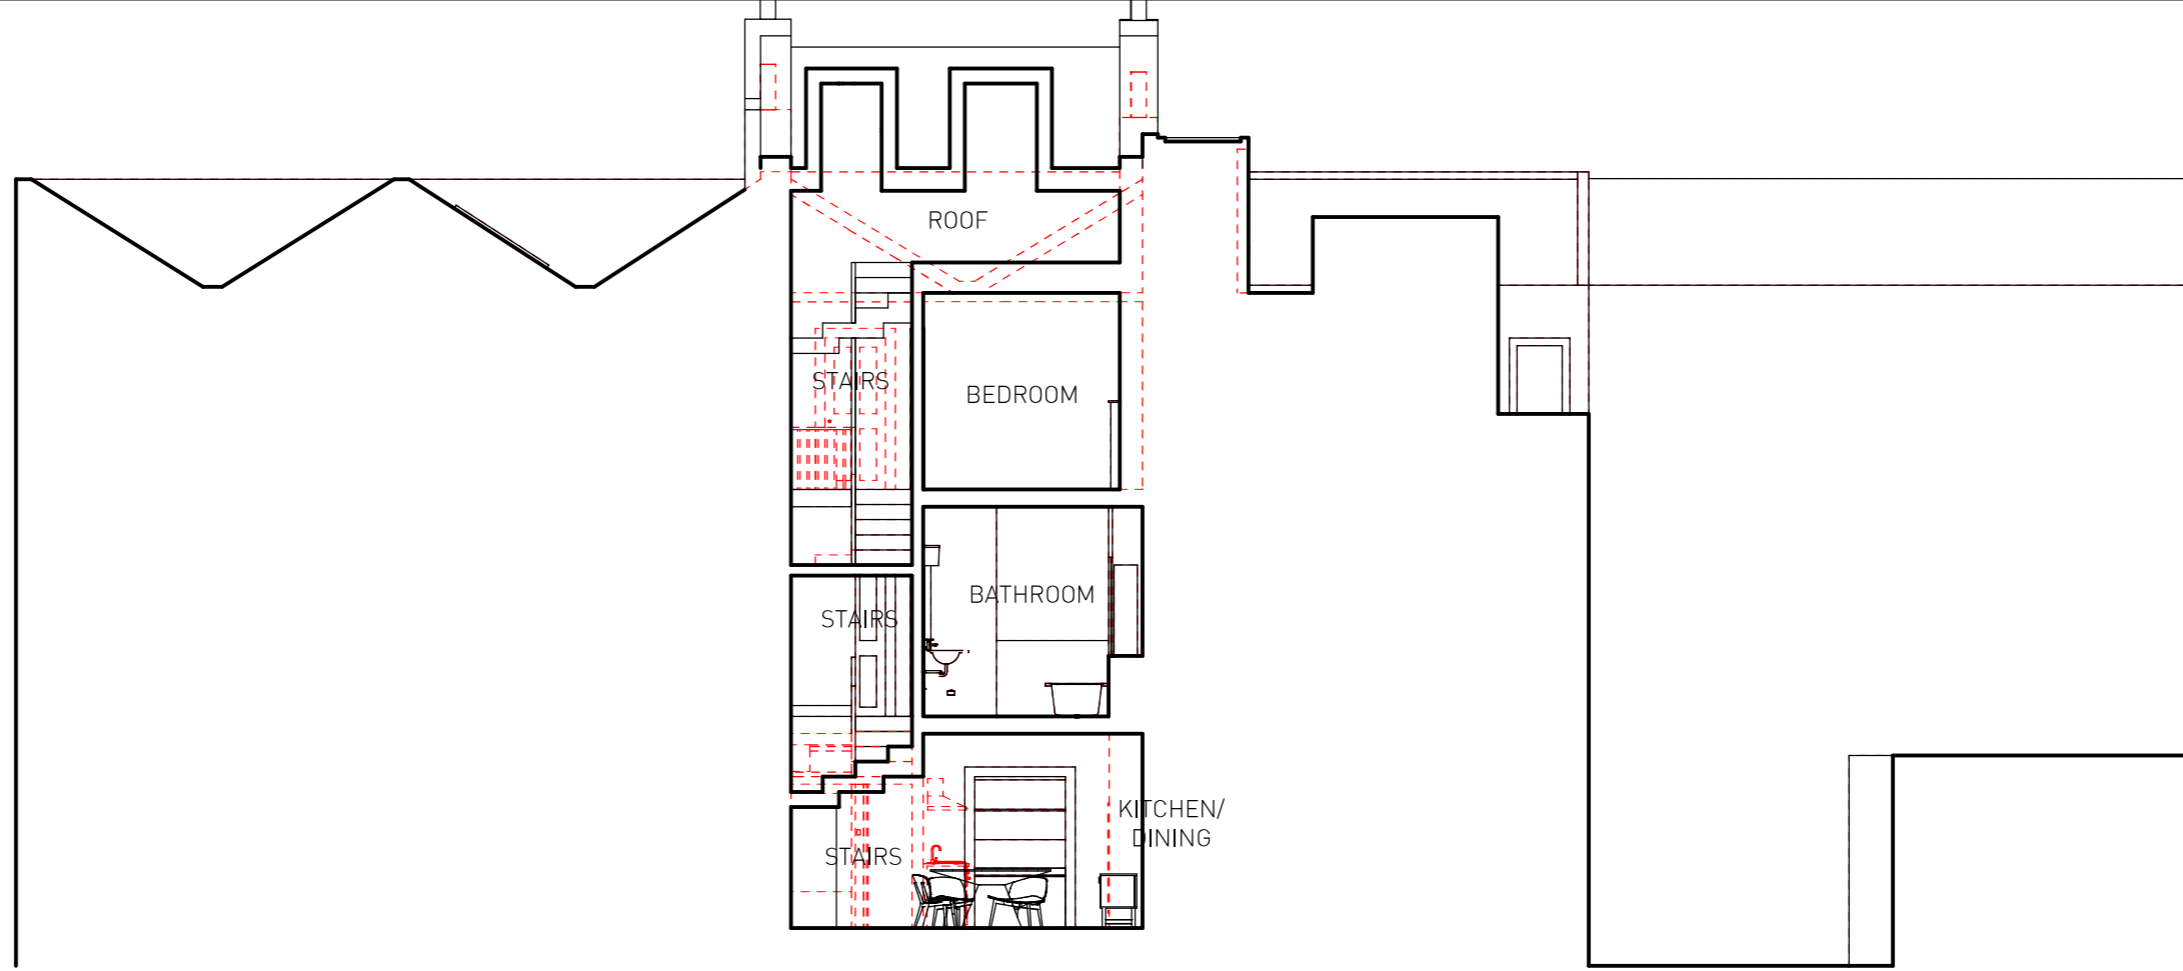 ROOF
STAIRS
BEDROOM
BATHROOM
STAIRS
KITCHEN/
DINING
STAIRS